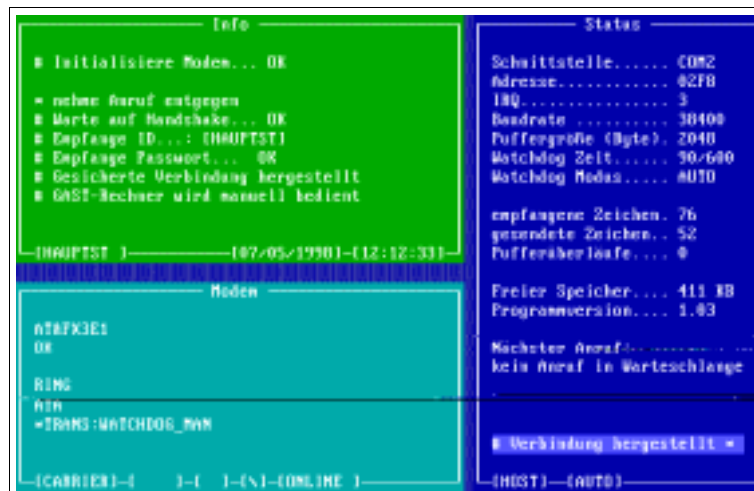 Info
# Initialisiere Modem... OK
* nehme Anruf entgegen
# Warte auf Handshake... OK
# Empfange ID...: [HAUPTST]
# Empfange Passwort... OK
# Gesicherte Verbindung hergestellt
# GAST-Rechner wird manuell bedient
[HAUPTST ] [07/05/1998]-[12:12:33]
Modem
OK
RING
ATA
*TRANS:WATCHDOG_MAN
[CARRIER]-[ ]-[ ]-[\]-[ONLINE ]
Status
Schnittstelle...... COM2
Adresse............ 02F8
IRQ................ 3
Baudrate .......... 38400
Puffergröße (Byte). 2048
Watchdog Zeit...... 90/600
Watchdog Modus..... AUTO
empfangene Zeichen. 76
gesendete Zeichen.. 52
Pufferüberläufe.... 0
Freier Speicher.... 411 KB
Programmversion.... 1.03
Nächster Anruf:
kein Anruf in Warteschlange
# Verbindung hergestellt *
[HOST]—[AUTO]